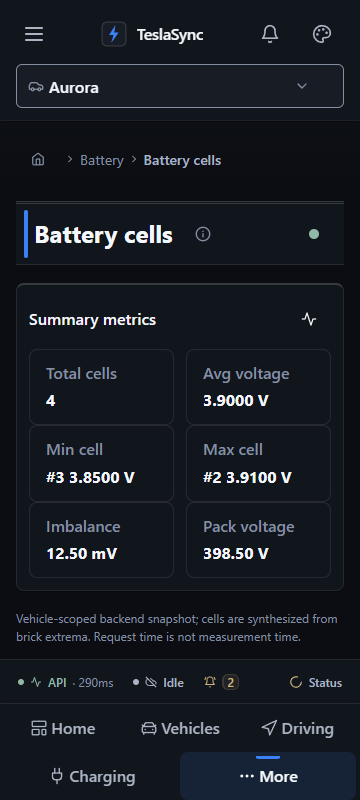 TeslaSync
Aurora
Battery
Battery cells
Battery cells
Summary metrics
Total cells
4
Avg voltage
3.9000 V
Min cell
#3 3.8500 V
Max cell
#2 3.9100 V
Imbalance
12.50 mV
Pack voltage
398.50 V
Vehicle-scoped backend snapshot; cells are synthesized from
brick extrema. Request time is not measurement time.
API · 290ms
Idle
2
Status
Home
Vehicles
Driving
Charging
More